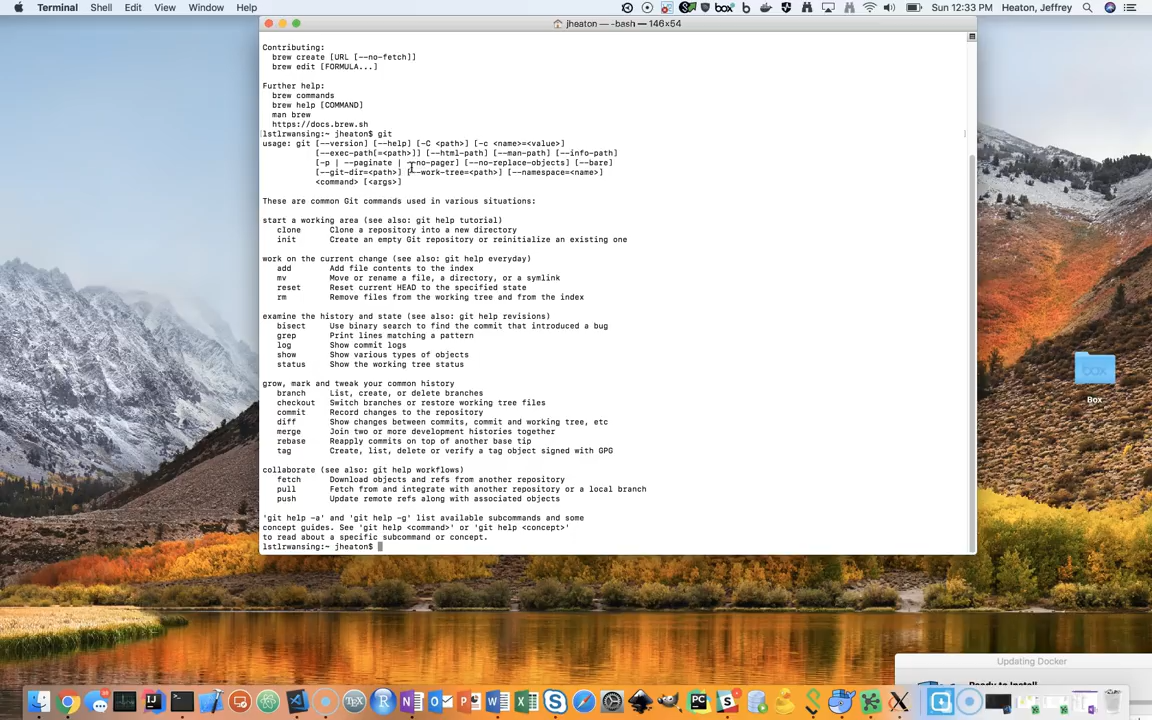 Terminal Shell Edit View Window Help
box Sun 12:33 PM Heaton, Jeffrey
jheaton — -bash — 146×54
Contributing:
brew create [URL [--no-fetch]]
brew edit [FORMULA...]
Further help:
brew commands
brew help [COMMAND]
man brew
https://docs.brew.sh
lstlrwansing:~ jheaton$ git
usage: git [--version] [--help] [-C <path>] [-c <name>=<value>]
[--exec-path[=<path>]] [--html-path] [--man-path] [--info-path]
[-p | --paginate | --no-pager] [--no-replace-objects] [--bare]
[--git-dir=<path>] [--work-tree=<path>] [--namespace=<name>]
<command> [<args>]
These are common Git commands used in various situations:
start a working area (see also: git help tutorial)
clone Clone a repository into a new directory
init Create an empty Git repository or reinitialize an existing one
work on the current change (see also: git help everyday)
add Add file contents to the index
mv Move or rename a file, a directory, or a symlink
reset Reset current HEAD to the specified state
rm Remove files from the working tree and from the index
examine the history and state (see also: git help revisions)
bisect Use binary search to find the commit that introduced a bug
grep Print lines matching a pattern
log Show commit logs
show Show various types of objects
status Show the working tree status
grow, mark and tweak your common history
branch List, create, or delete branches
checkout Switch branches or restore working tree files
commit Record changes to the repository
diff Show changes between commits, commit and working tree, etc
merge Join two or more development histories together
rebase Reapply commits on top of another base tip
tag Create, list, delete or verify a tag object signed with GPG
collaborate (see also: git help workflows)
fetch Download objects and refs from another repository
pull Fetch from and integrate with another repository or a local branch
push Update remote refs along with associated objects
'git help -a' and 'git help -g' list available subcommands and some
concept guides. See 'git help <command>' or 'git help <concept>'
to read about a specific subcommand or concept.
lstlrwansing:~ jheaton$
box
Box
Updating Docker
Ready to Install